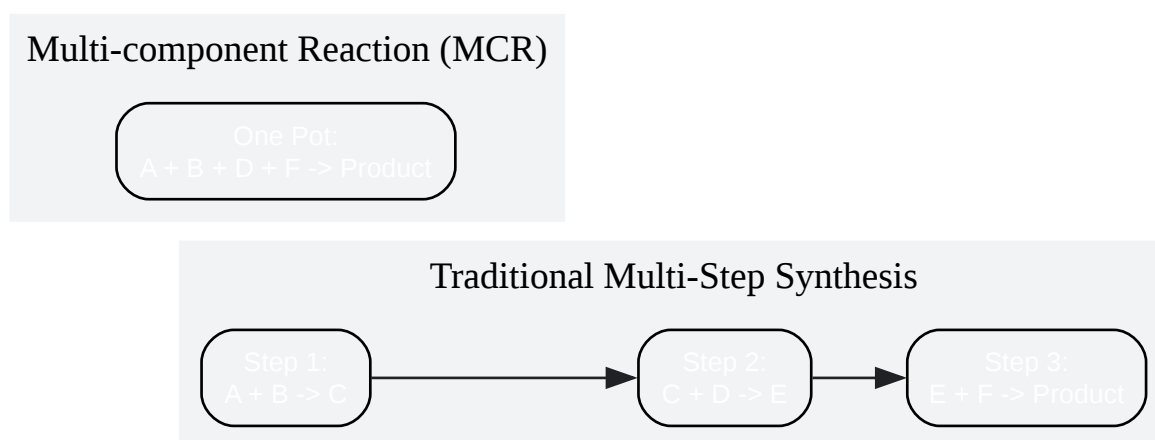 Multi-component Reaction (MCR)
One Pot:
A + B + D + F -> Product
Traditional Multi-Step Synthesis
Step 1:
A + B -> C
Step 2:
C + D -> E
Step 3:
E + F -> Product